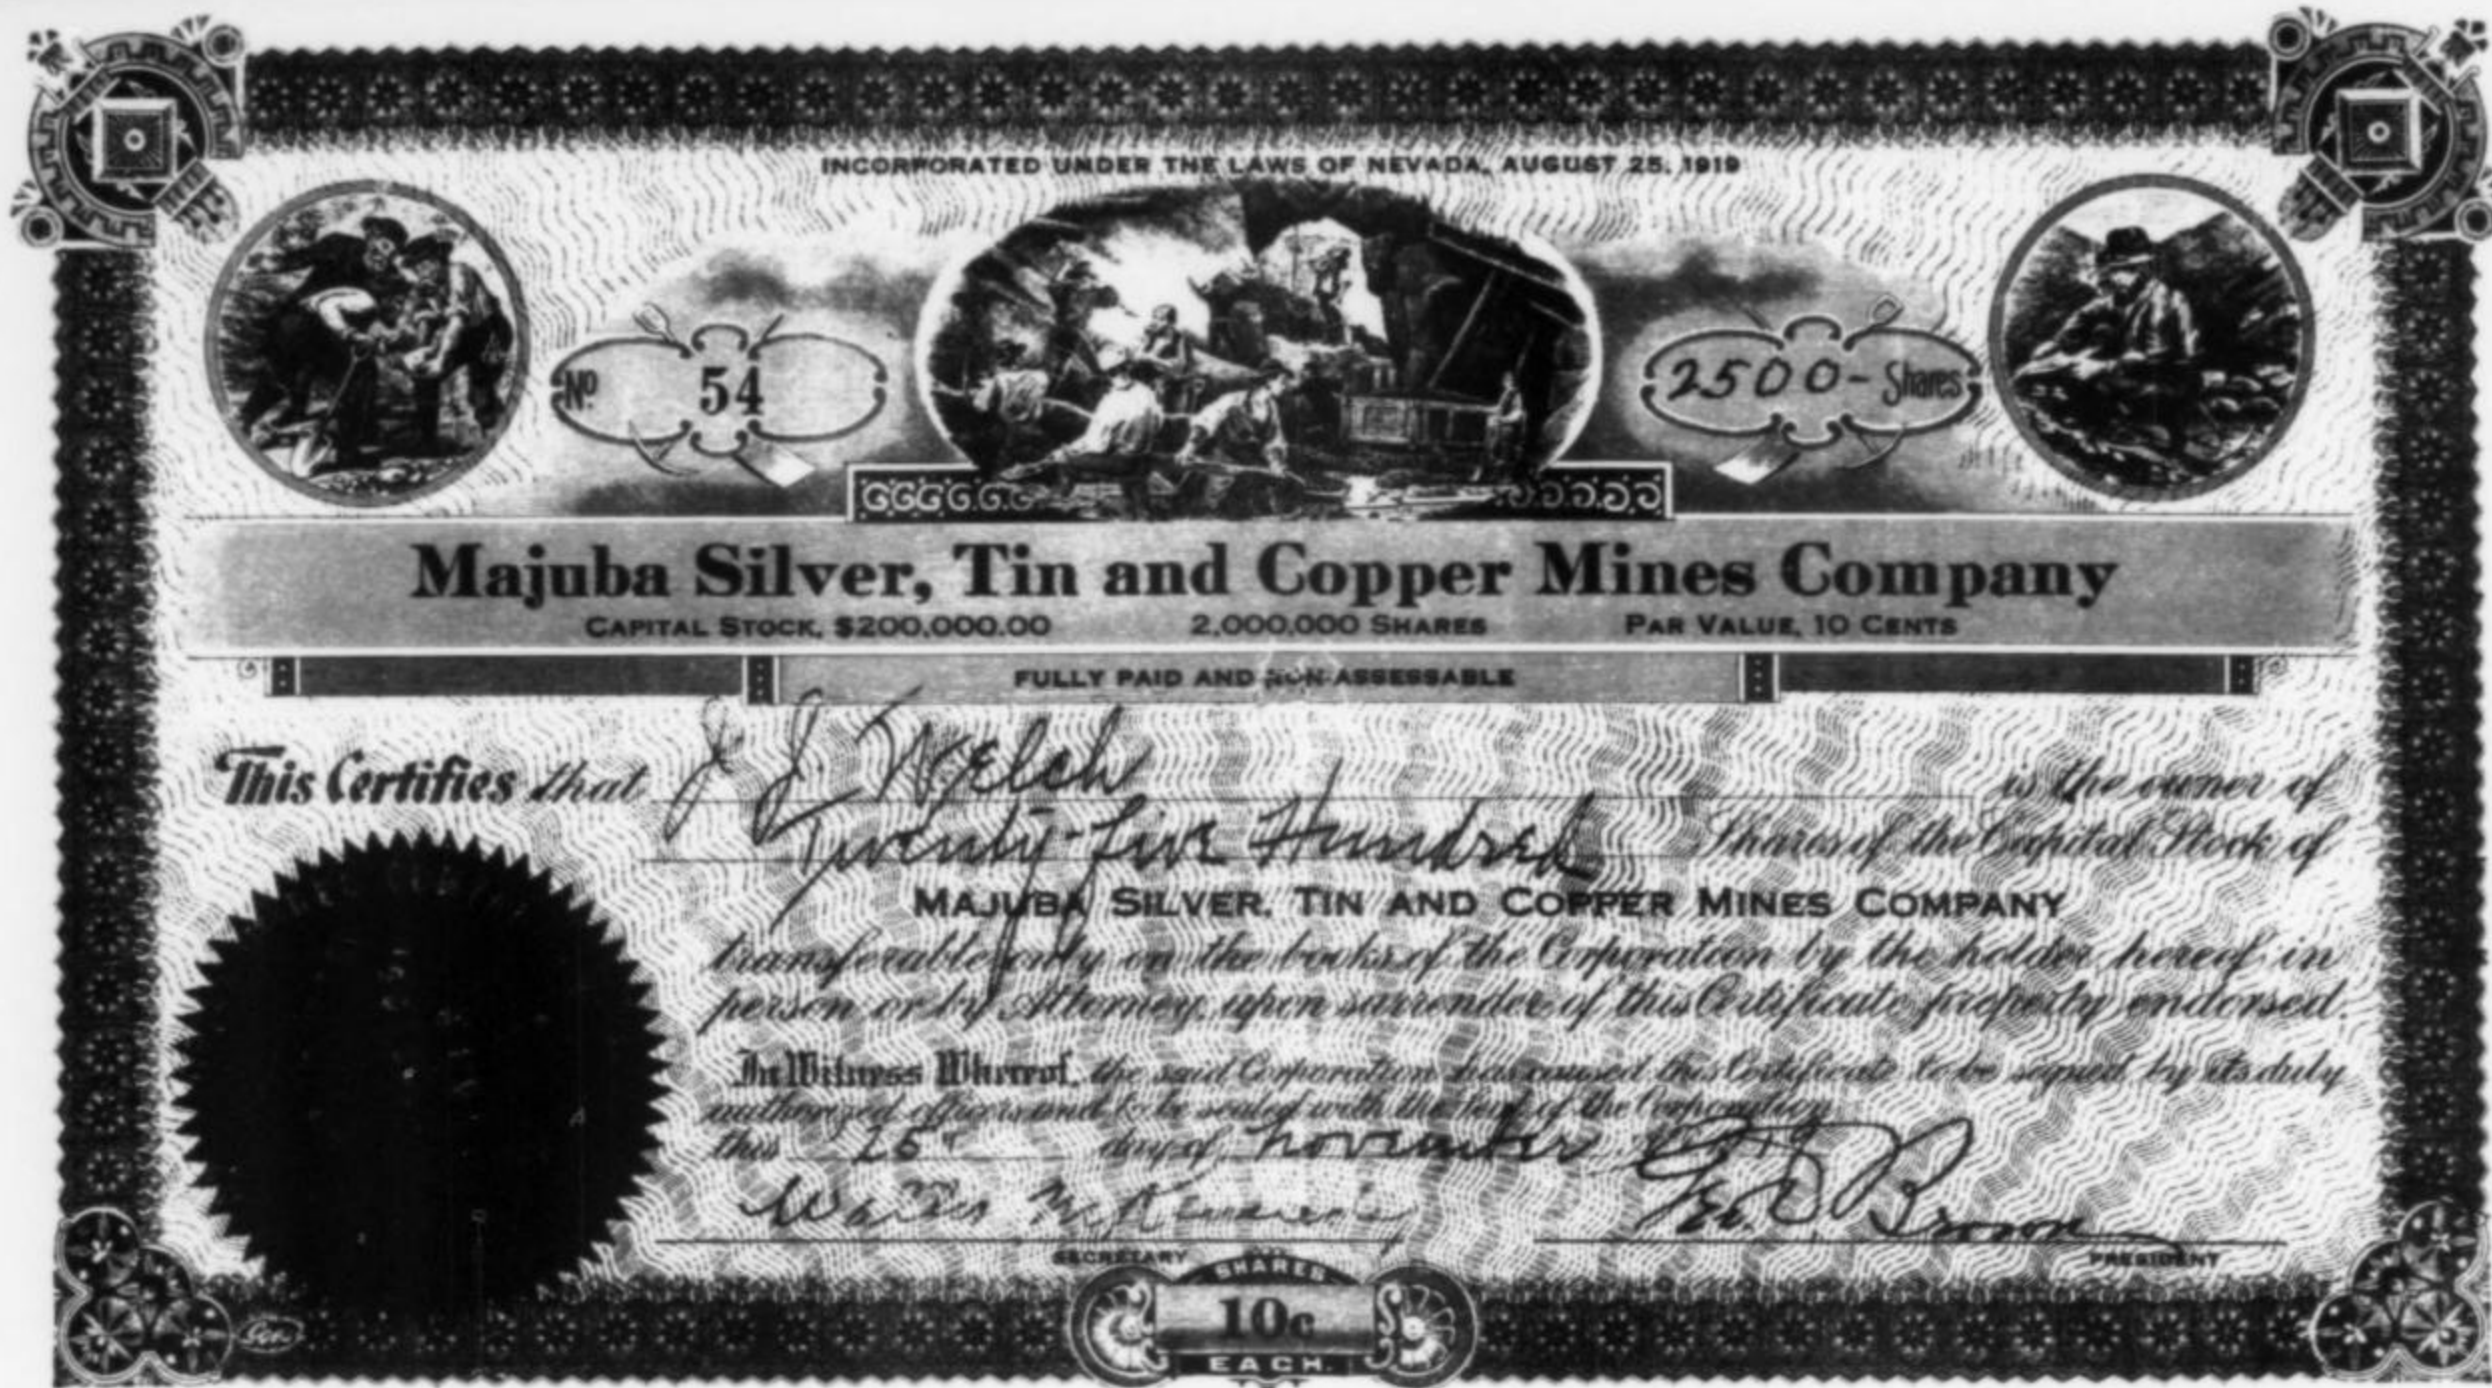 INCORPORATED UNDER THE LAWS OF NEVADA, AUGUST 25, 1919
No. 54
2500- Shares
Majuba Silver, Tin and Copper Mines Company
CAPITAL STOCK, $200,000.00 2,000,000 SHARES PAR VALUE, 10 CENTS
FULLY PAID AND NON-ASSESSABLE
This Certifies that J J Welch is the owner of
Twenty-five Hundred Shares of the Capital Stock of
MAJUBA SILVER, TIN AND COPPER MINES COMPANY
transferable only on the books of the Corporation by the holder hereof in
person or by Attorney, upon surrender of this Certificate properly endorsed.
In Witness Whereof, the said Corporation has caused this Certificate to be signed by its duly
authorized officers and to be sealed with the Seal of the Corporation
this day of November
Geo. D Brown
SECRETARY PRESIDENT
SHARES
10c
EACH.